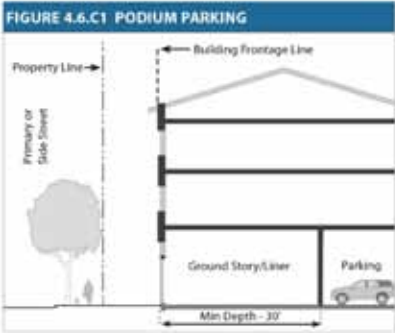 FIGURE 4.6.C1 PODIUM PARKING
Building Frontage Line
Property Line
Primary or
Side Street
Ground Story/Liner
Parking
Min Depth - 30'